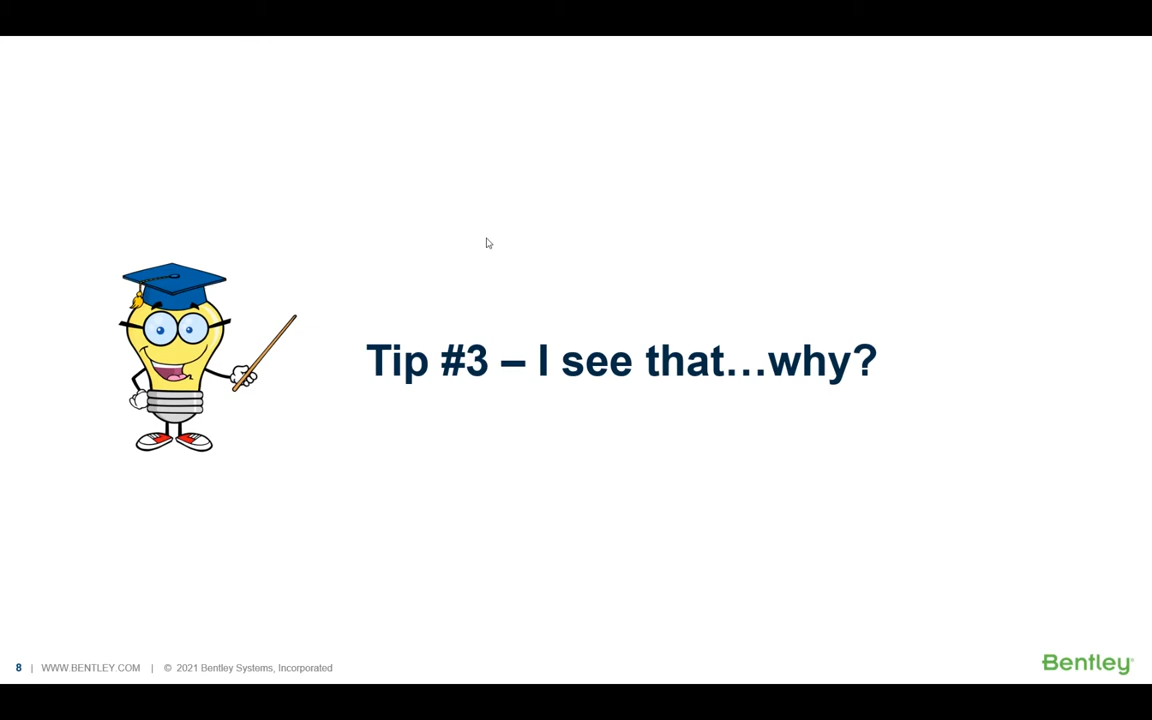 Tip #3 – I see that...why?
8 | WWW.BENTLEY.COM | © 2021 Bentley Systems, Incorporated
Bentley®